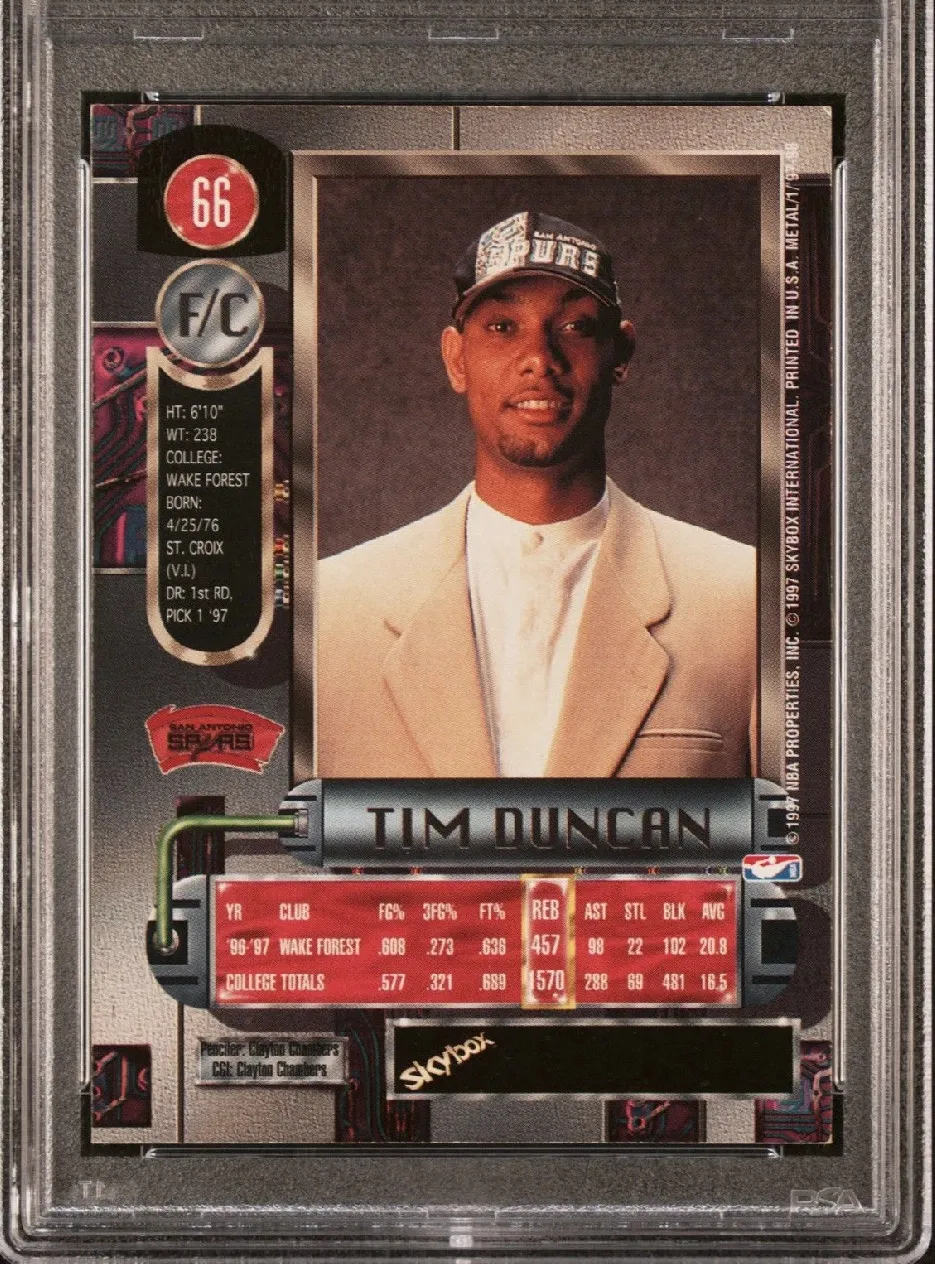 66
F/C
HT: 6'10"
WT: 238
COLLEGE:
WAKE FOREST
BORN:
4/25/76
ST. CROIX
(V.I.)
DR: 1st RD,
PICK 1 '97
SAN ANTONIO
SPURS
SAN ANTONIO
SPURS
© 1997 NBA PROPERTIES, INC. © 1997 SKYBOX INTERNATIONAL. PRINTED IN U.S.A.
TIM DUNCAN
NBA
YR CLUB FG% 3FG% FT% REB AST STL BLK AVG
'96-'97 WAKE FOREST .608 .273 .636 457 98 22 102 20.8
COLLEGE TOTALS .577 .321 .689 1570 288 69 481 16.5
Penciler: Clayton Chambers
CGI: Clayton Chambers
Skybox
PSA